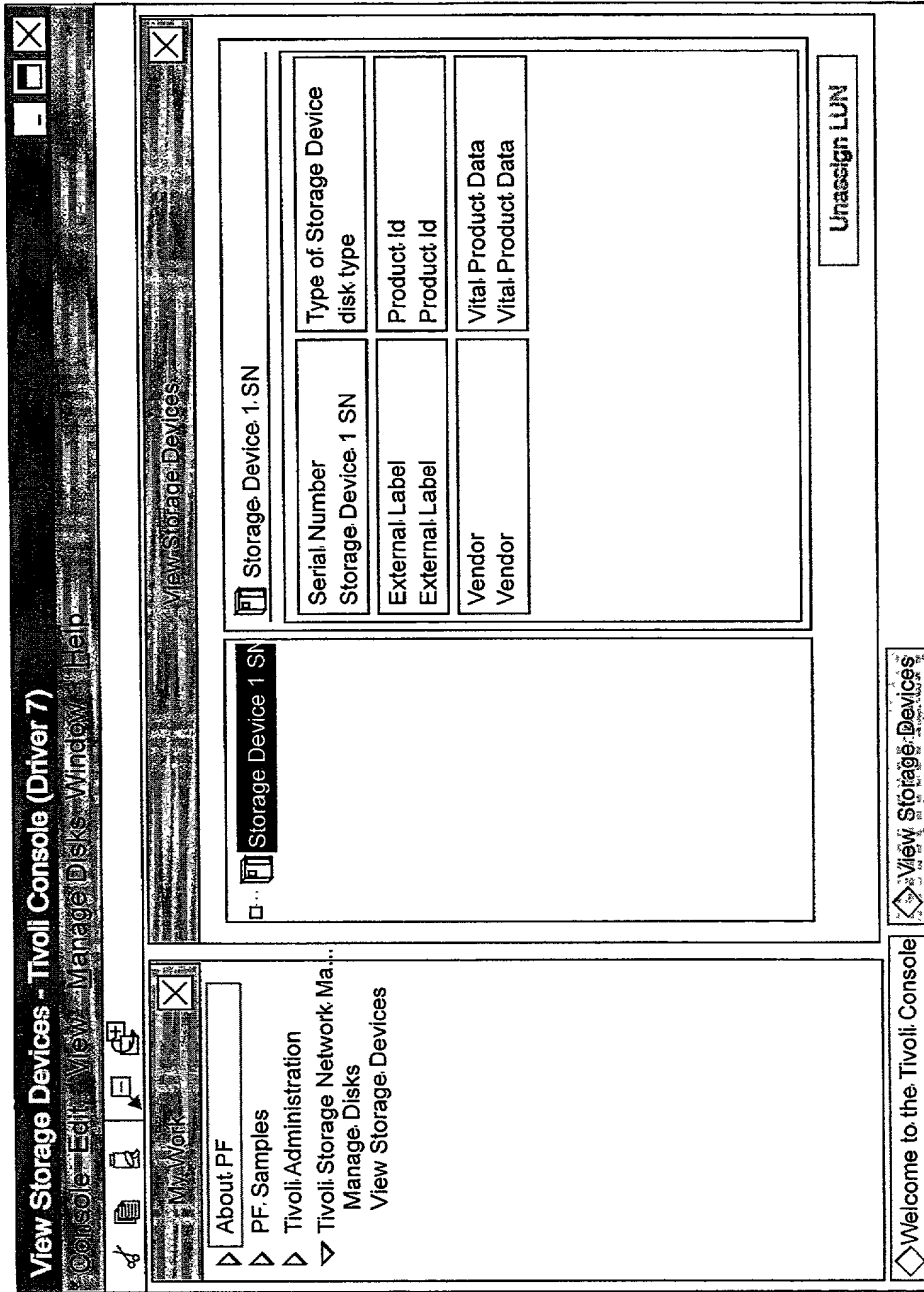 View Storage Devices - Tivoli Console (Driver 7)
Console Edit View Manage Disks Window Help
My Work
About PF
PF Samples
Tivoli Administration
Tivoli Storage Network Ma...
Manage Disks
View Storage Devices
View Storage Devices
Storage Device 1 SN
Storage Device 1 SN
Serial Number
Storage Device 1 SN
Type of Storage Device
disk type
External Label
External Label
Product Id
Product Id
Vendor
Vendor
Vital Product Data
Vital Product Data
Unassign LUN
Welcome to the Tivoli Console
View Storage Devices